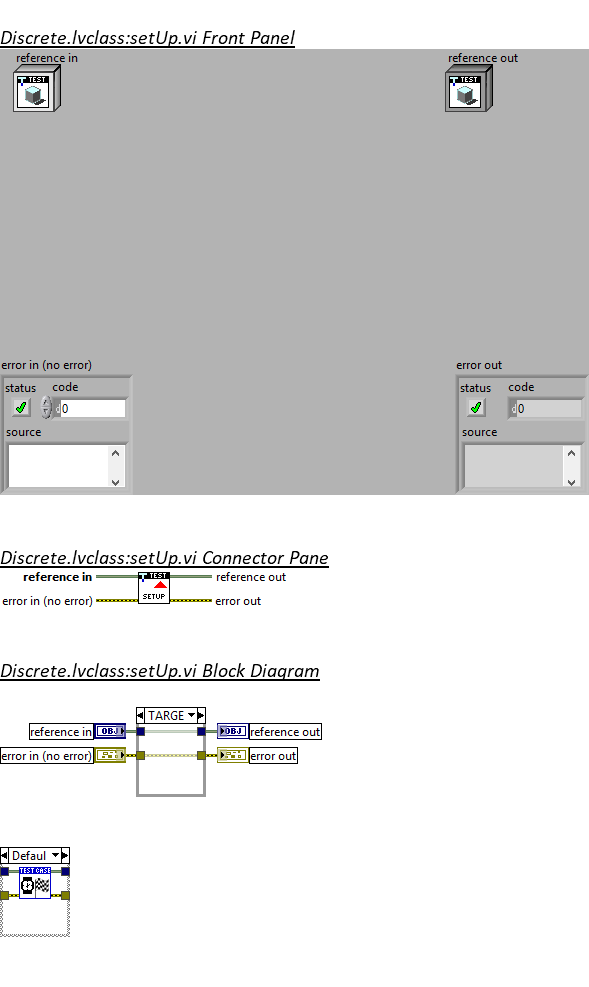 Discrete.lvclass:setUp.vi Front Panel
reference in
reference out
TEST
TEST
error in (no error)
error out
status code
status code
d 0
d 0
source
source
Discrete.lvclass:setUp.vi Connector Pane
reference in
TEST
reference out
error in (no error)
SETUP
error out
Discrete.lvclass:setUp.vi Block Diagram
TARGE
reference in
OBJ
OBJ
reference out
error in (no error)
error out
Defaul
TEST CASE